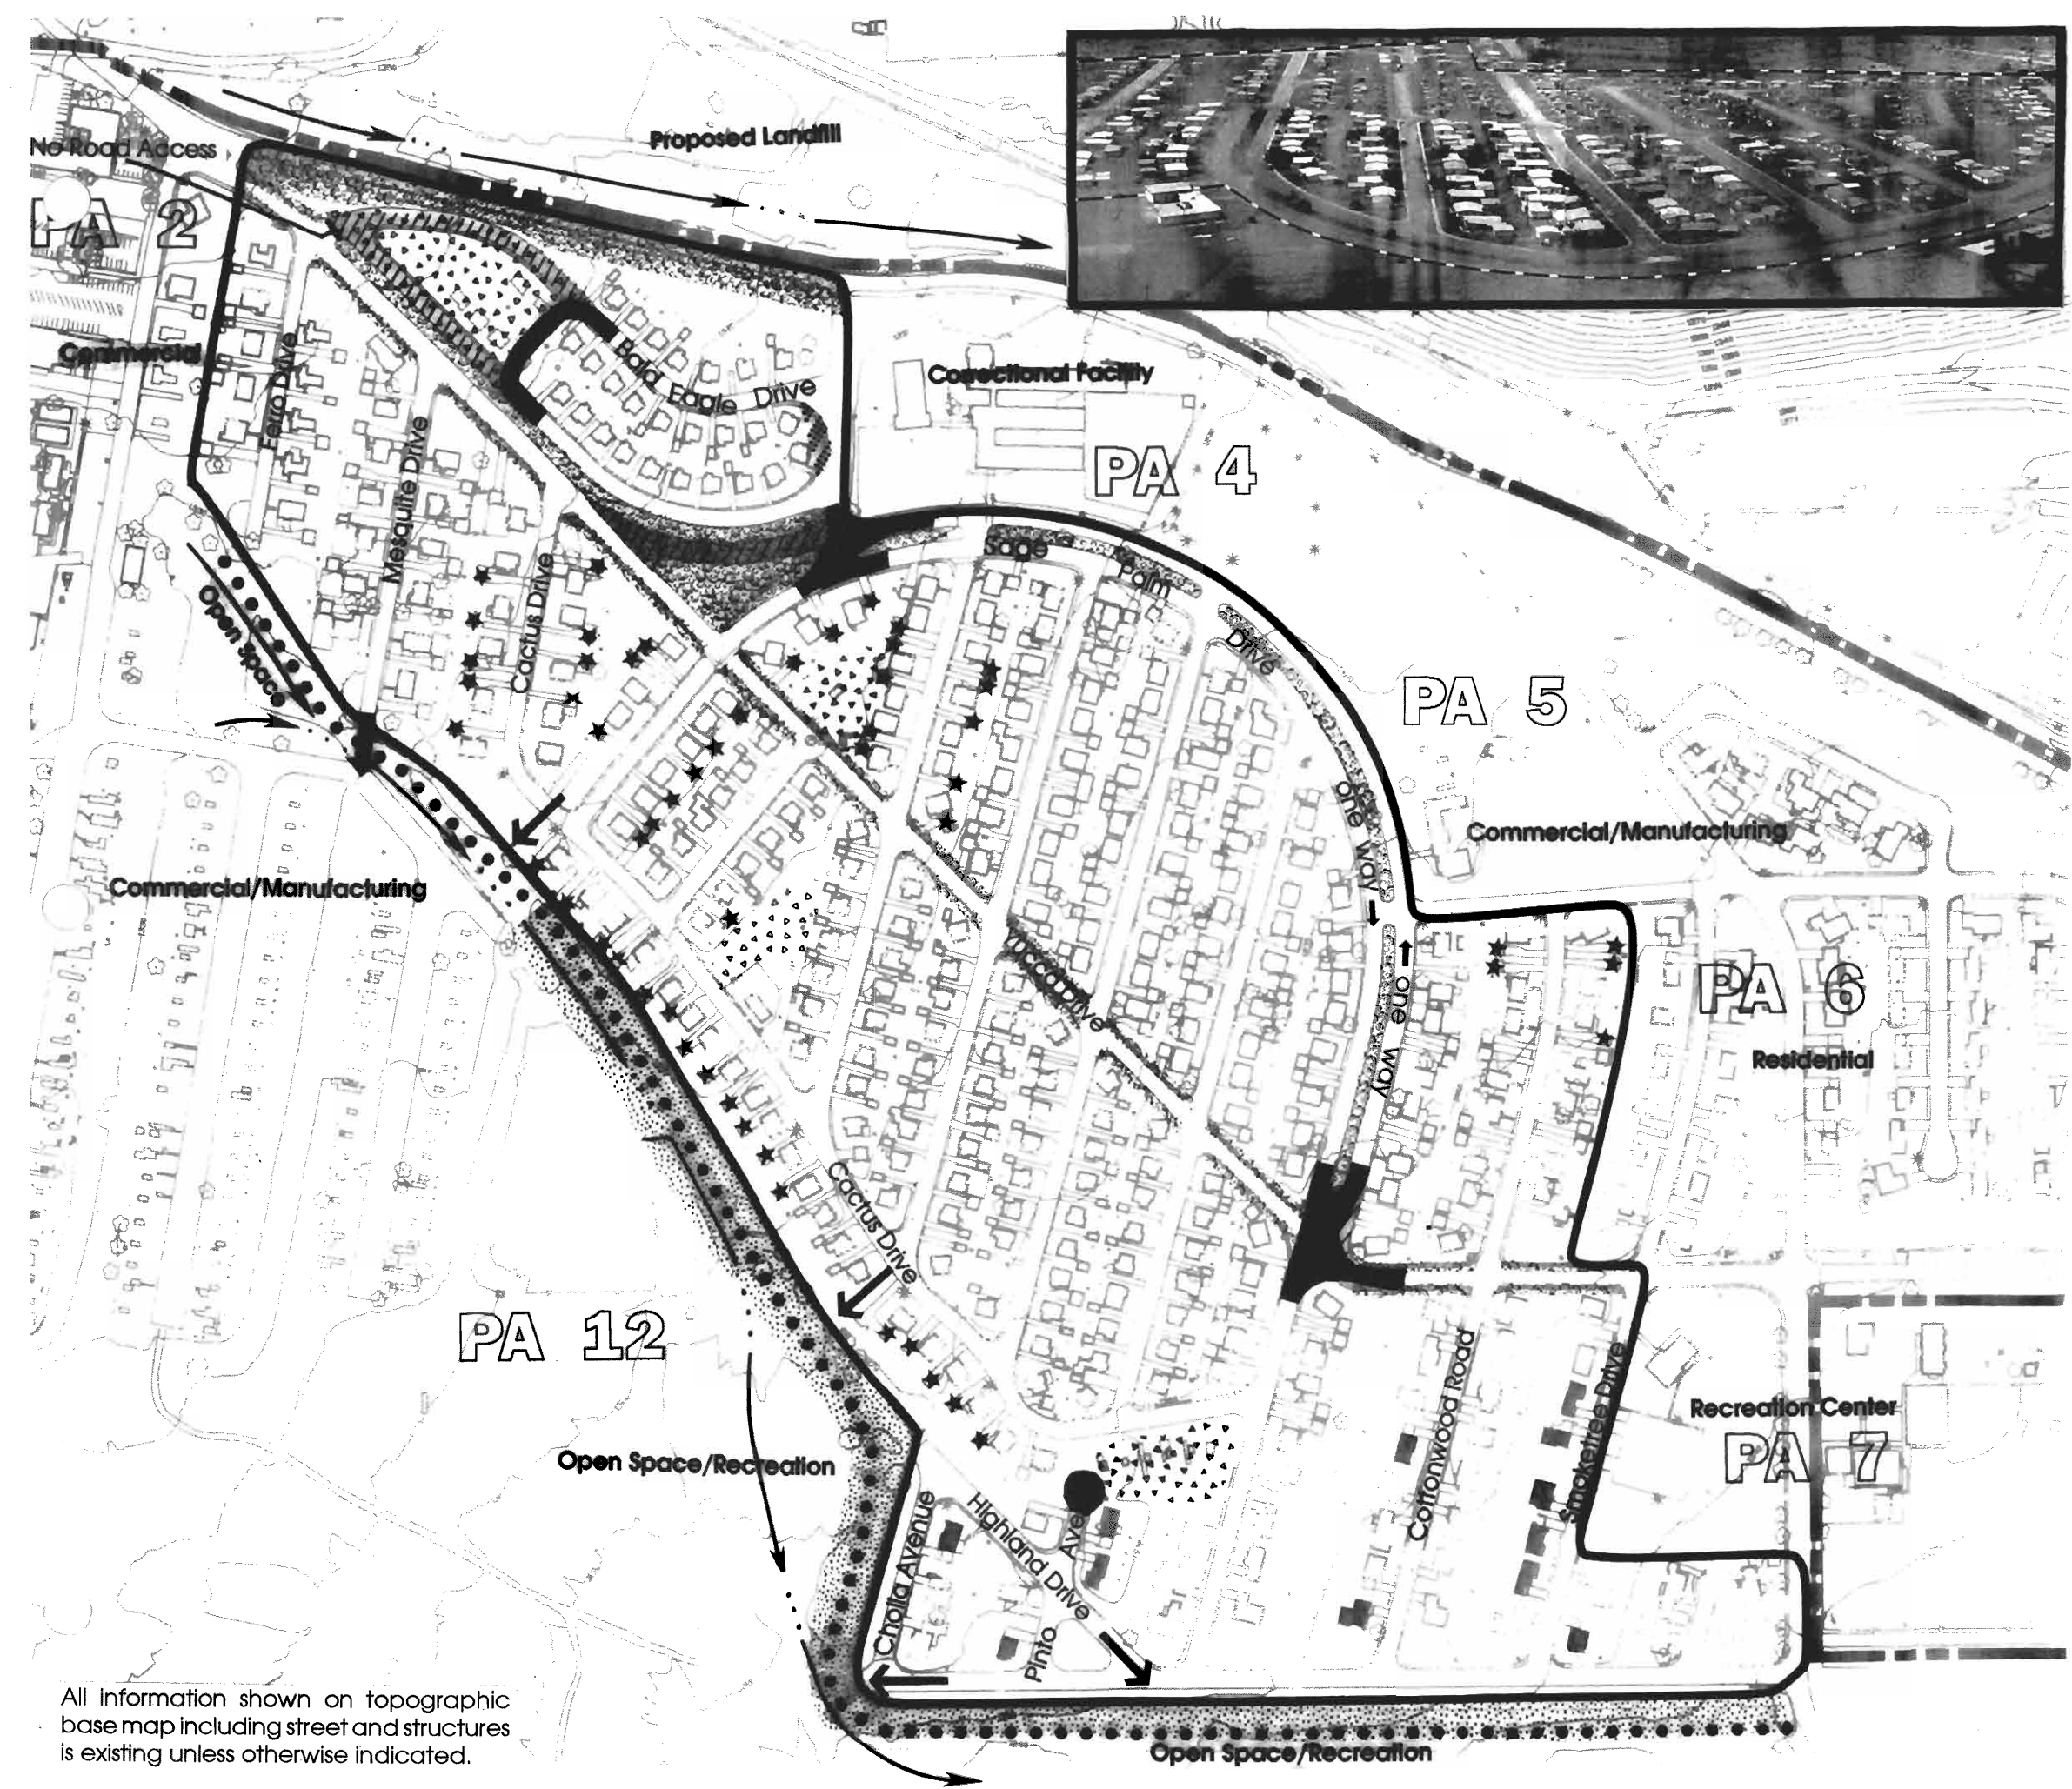 Proposed Landfill
No Road Access
PA 2
Commercial
Ferro Drive
Mesquite Drive
Cactus Drive
Bald Eagle Drive
Correctional Facility
PA 4
Open Space
Sage
Palm
Drive
PA 5
one way
Commercial/Manufacturing
Commercial/Manufacturing
one way
Yucca Drive
PA 6
Residential
Cactus Drive
PA 12
Open Space/Recreation
Cottonwood Road
Smoketree Drive
Recreation Center
PA 7
Cholla Avenue
Highland Drive
Pinto
Ave
All information shown on topographic
base map including street and structures
is existing unless otherwise indicated.
Open Space/Recreation